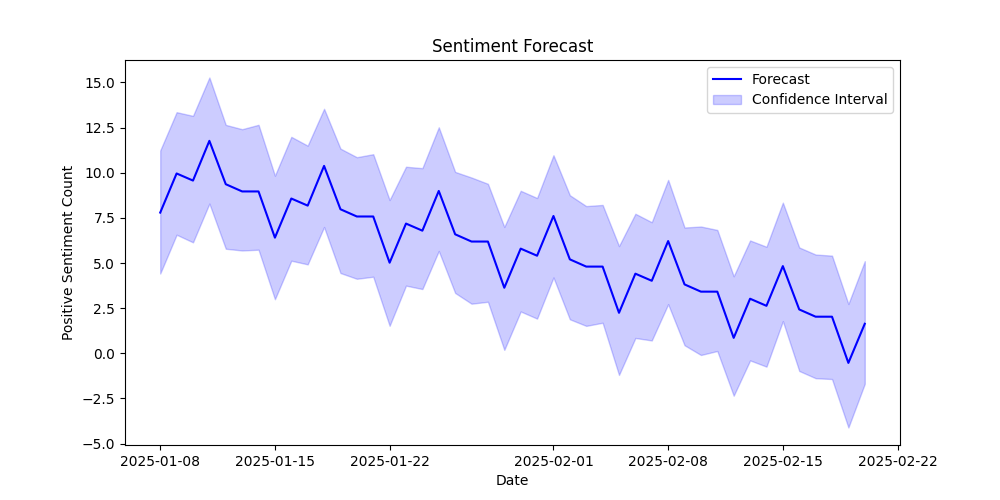 Sentiment Forecast
Forecast
Confidence Interval
Positive Sentiment Count
15.0
12.5
10.0
7.5
5.0
2.5
0.0
−2.5
−5.0
2025-01-08 2025-01-15 2025-01-22 2025-02-01 2025-02-08 2025-02-15 2025-02-22
Date